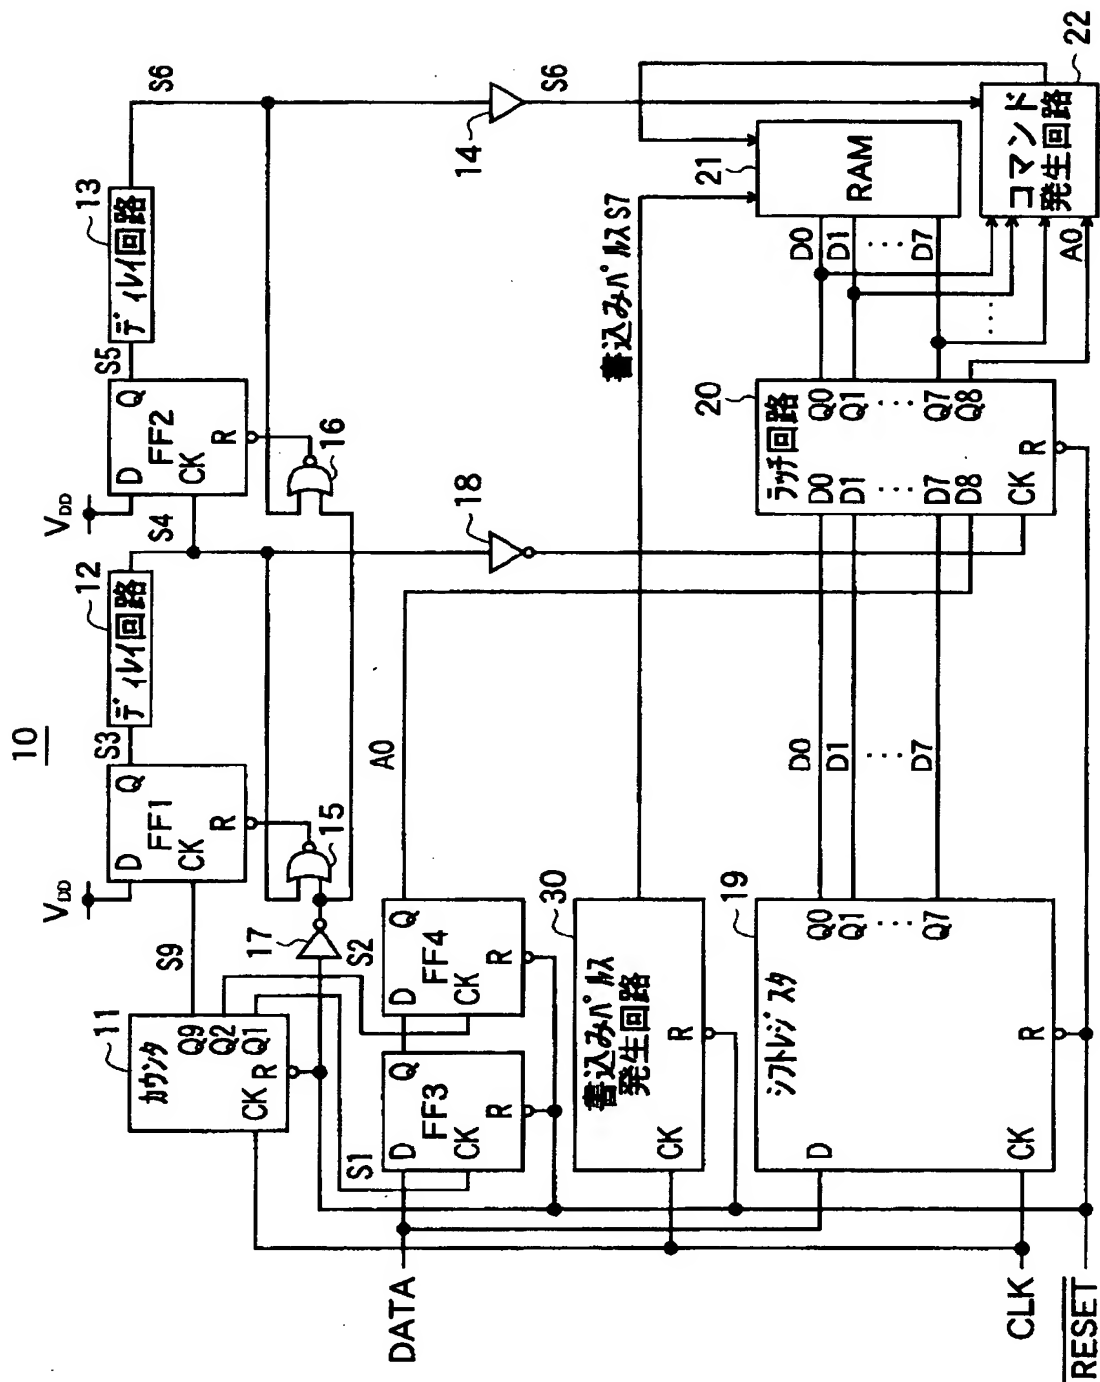 10
カウンタ
11
CK
R
Q9
Q2
Q1
S9
VDD
D
Q
FF1
CK
R
S3
ディレイ回路
12
S4
VDD
D
Q
FF2
CK
R
S5
ディレイ回路
13
S6
17
15
16
18
14
S6
S1
S2
D
Q
FF3
CK
R
D
Q
FF4
CK
R
A0
DATA
書込みパルス
発生回路
30
CK
R
書込みパルスS7
シフトレジスタ
19
D
CK
R
Q0
Q1
Q7
D0
D1
D7
ラッチ回路
20
D0
D1
D7
D8
CK
R
Q0
Q1
Q7
Q8
D0
D1
D7
RAM
21
A0
コマンド
発生回路
22
CLK
RESET